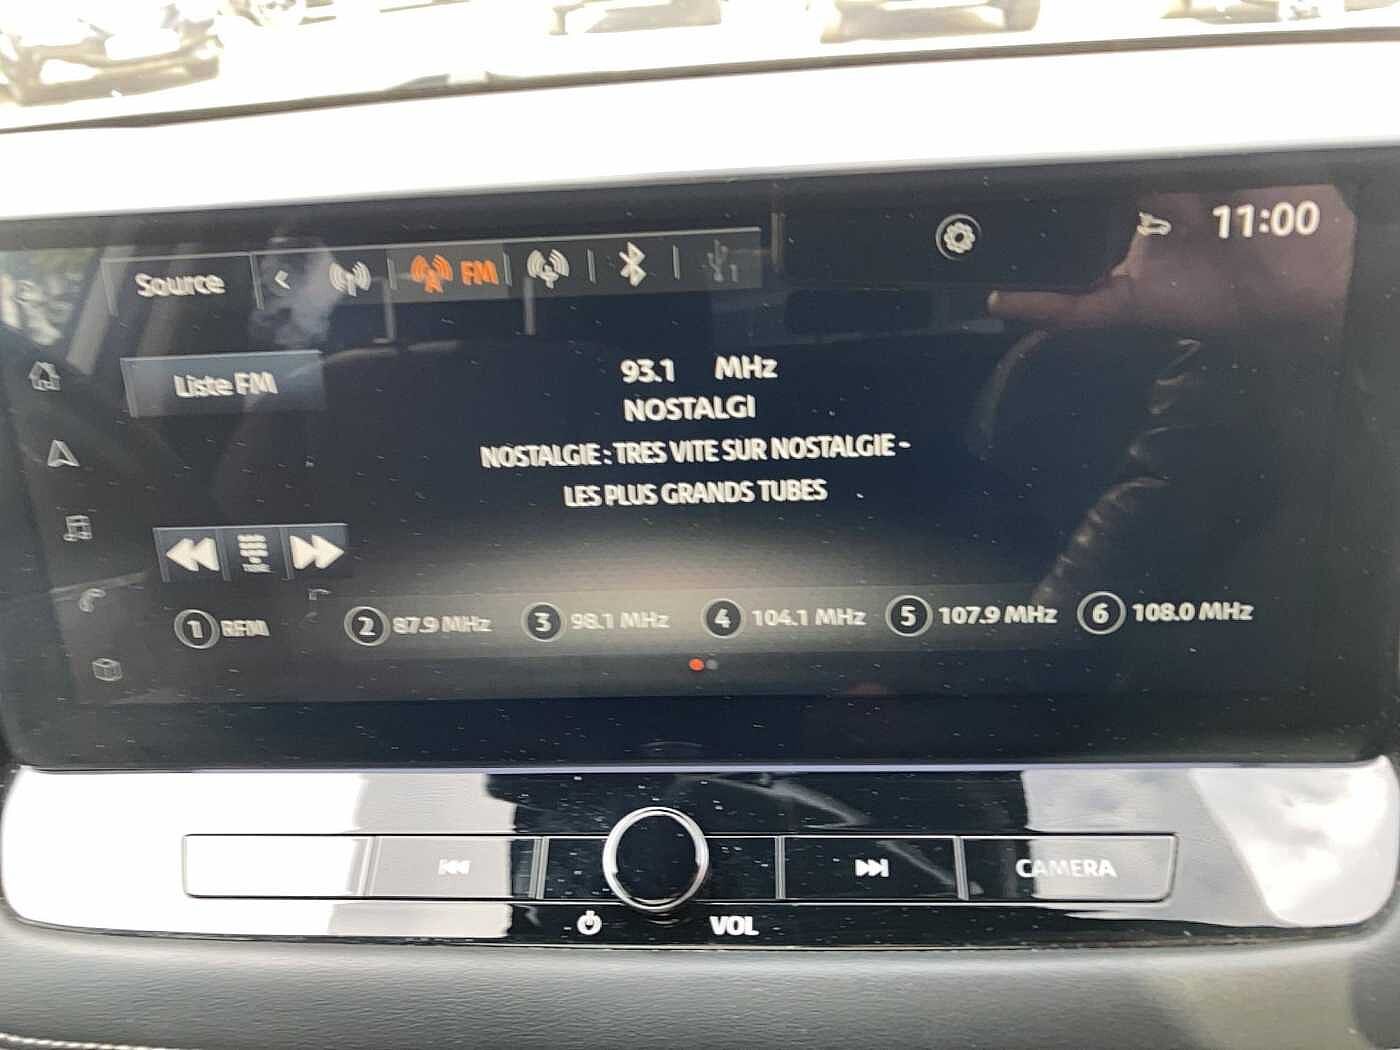 11:00
Source FM
Liste FM
93.1 MHz
NOSTALGI
NOSTALGIE : TRES VITE SUR NOSTALGIE -
LES PLUS GRANDS TUBES
TUNE
1 RFM 2 87.9 MHz 3 98.1 MHz 4 104.1 MHz 5 107.9 MHz 6 108.0 MHz
CAMERA
VOL